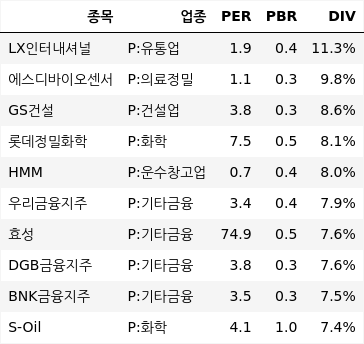 종목 업종 PER PBR DIV
LX인터내셔널 P:유통업 1.9 0.4 11.3%
에스디바이오센서 P:의료정밀 1.1 0.3 9.8%
GS건설 P:건설업 3.8 0.3 8.6%
롯데정밀화학 P:화학 7.5 0.5 8.1%
HMM P:운수창고업 0.7 0.4 8.0%
우리금융지주 P:기타금융 3.4 0.4 7.9%
효성 P:기타금융 74.9 0.5 7.6%
DGB금융지주 P:기타금융 3.8 0.3 7.6%
BNK금융지주 P:기타금융 3.5 0.3 7.5%
S-Oil P:화학 4.1 1.0 7.4%